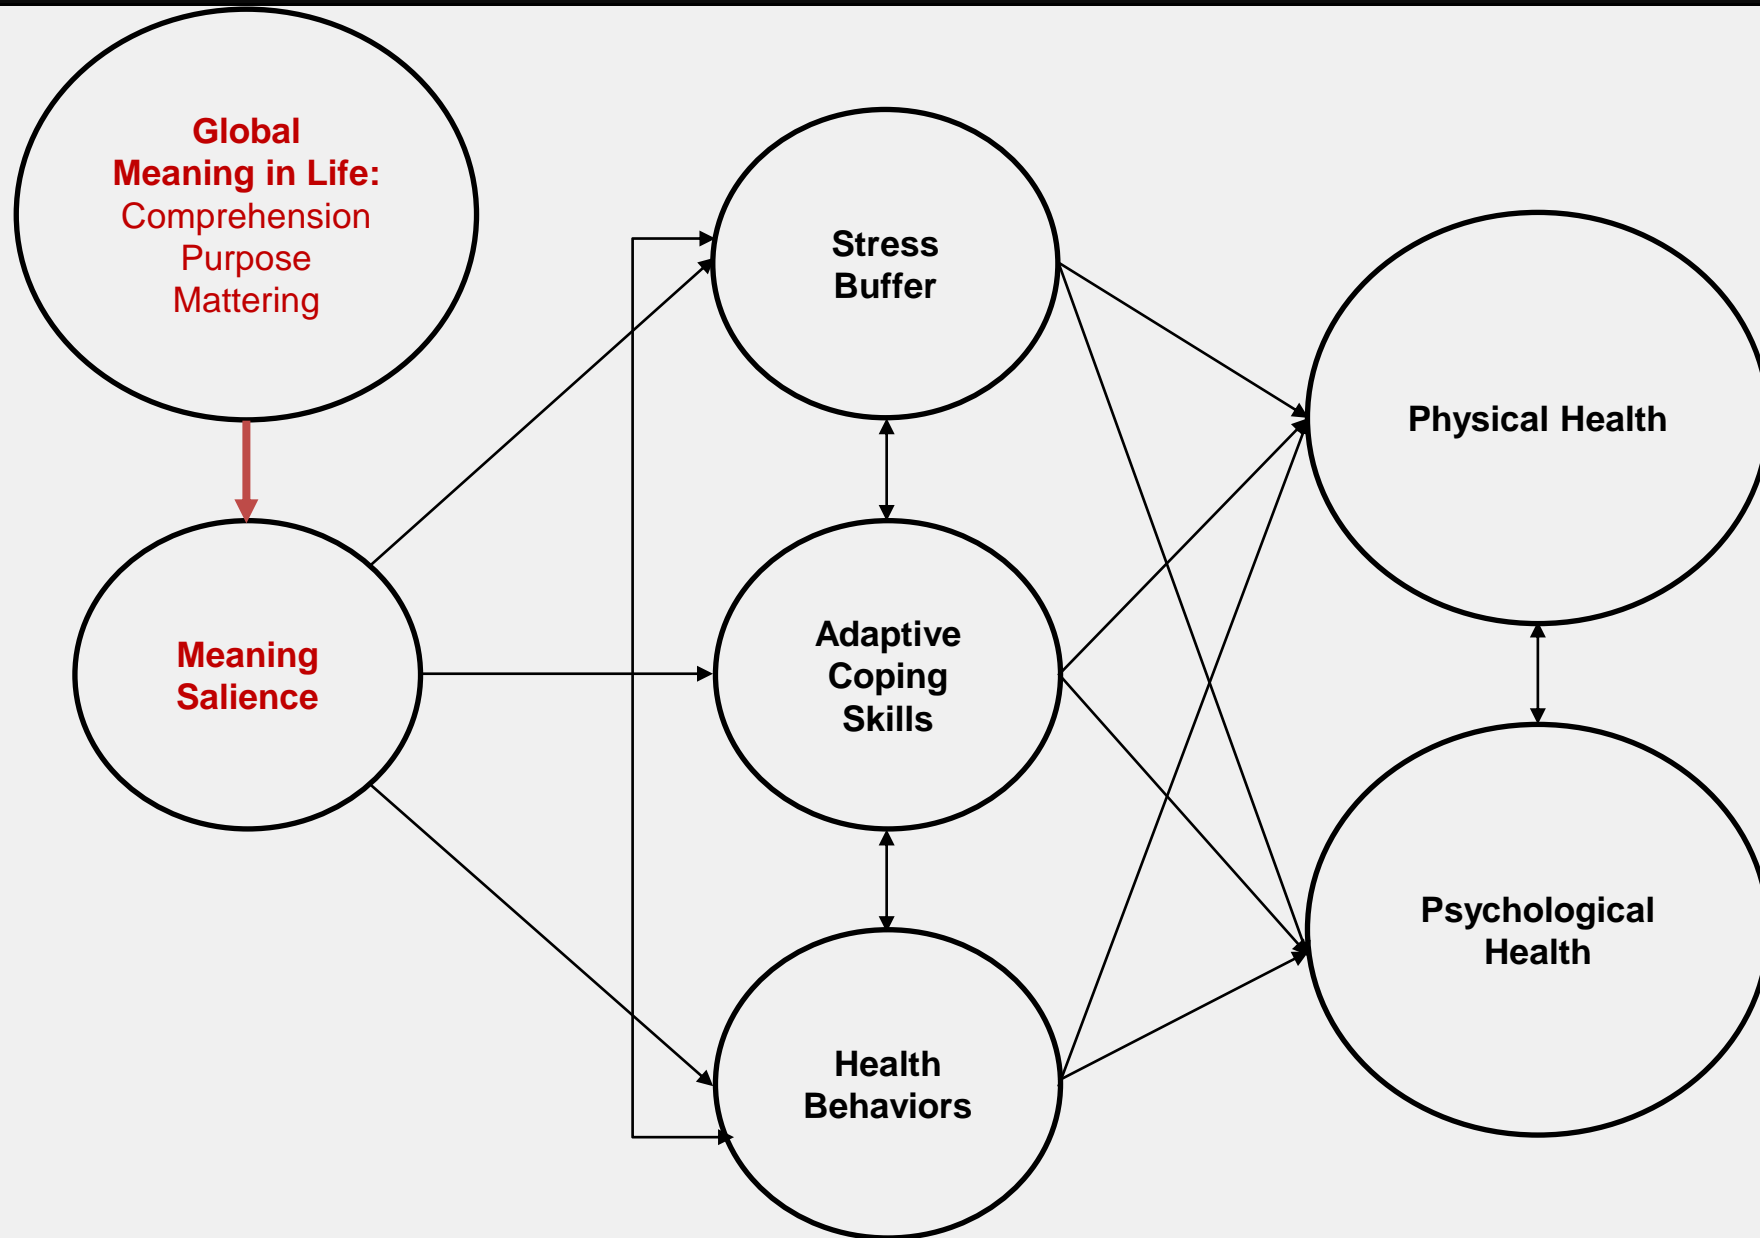 Global
Meaning in Life:
Comprehension
Purpose
Mattering
Meaning
Salience
Stress
Buffer
Adaptive
Coping
Skills
Health
Behaviors
Physical Health
Psychological
Health